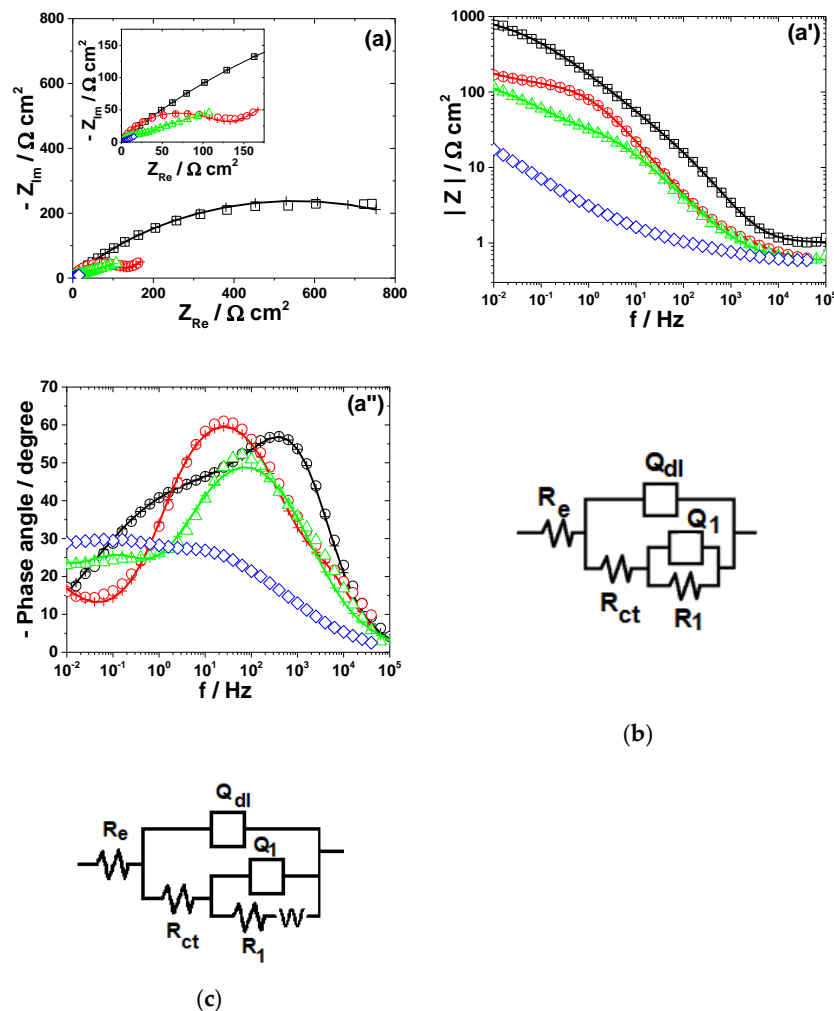 (a)
- Z_Im / Ω cm²
800
600
400
200
0
0 200 400 600 800
Z_Re / Ω cm²
- Z_Im / Ω cm²
150
100
50
0
0 50 100 150
Z_Re / Ω cm²
(a')
| Z | / Ω cm²
1000
100
10
1
10⁻² 10⁻¹ 10⁰ 10¹ 10² 10³ 10⁴ 10⁵
f / Hz
(a'')
- Phase angle / degree
70
60
50
40
30
20
10
0
10⁻² 10⁻¹ 10⁰ 10¹ 10² 10³ 10⁴ 10⁵
f / Hz
Q_dl
R_e
Q_1
R_ct
R_1
(b)
Q_dl
R_e
Q_1
R_ct
R_1
W
(c)